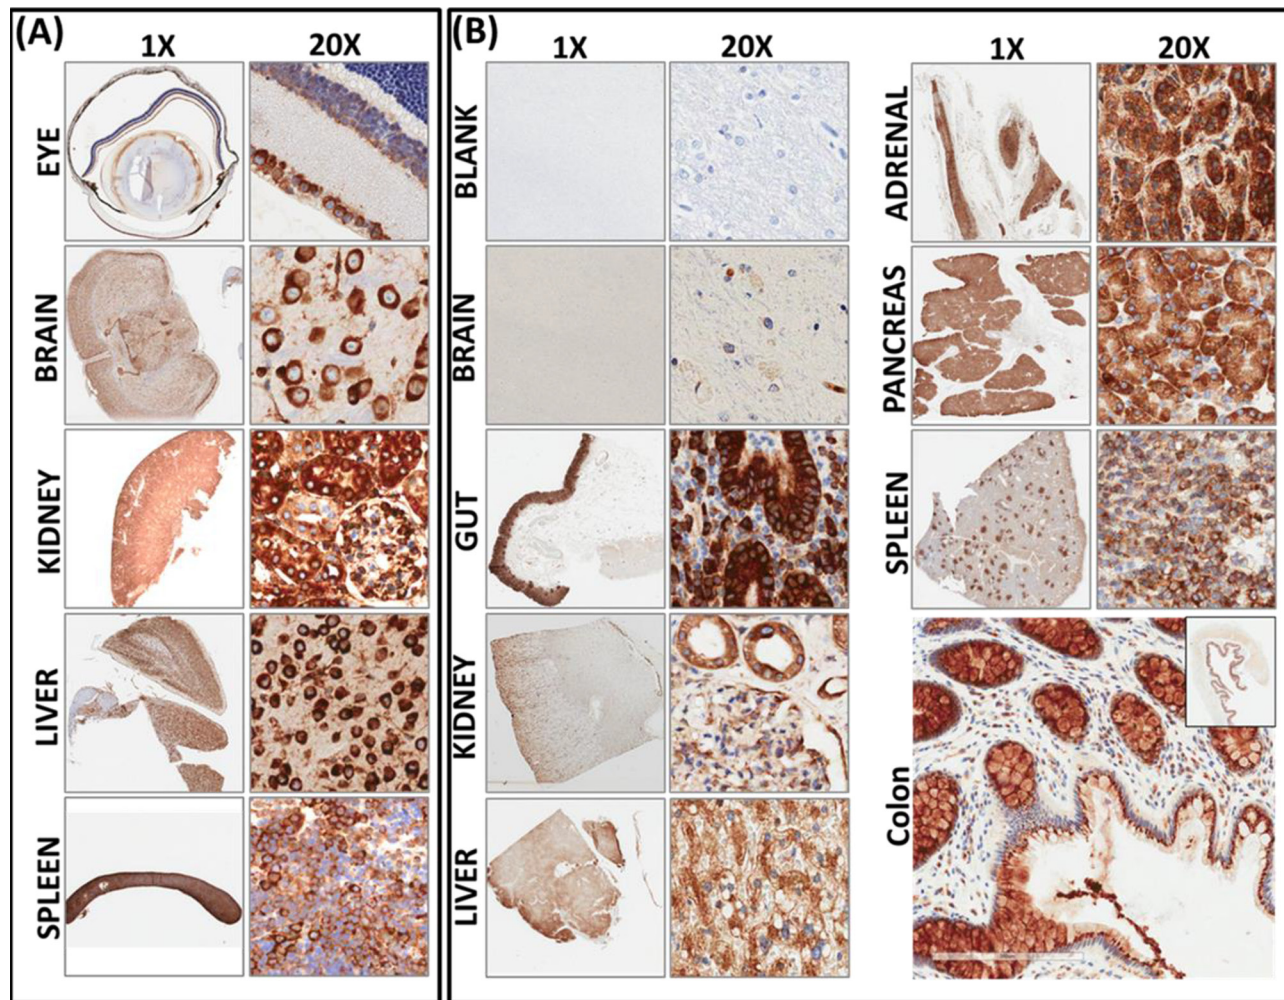 (A)
1X 20X
EYE
BRAIN
KIDNEY
LIVER
SPLEEN
(B)
1X 20X
BLANK
BRAIN
GUT
KIDNEY
LIVER
1X 20X
ADRENAL
PANCREAS
SPLEEN
Colon